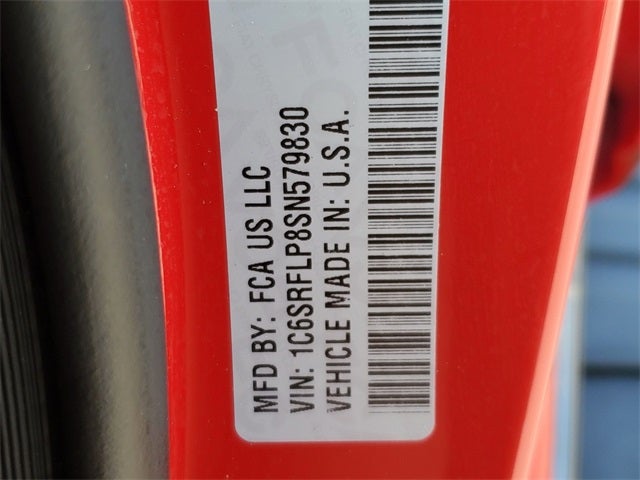 MFD BY: FCA US LLC
VIN: 1C6SRFLP8SN579830
VEHICLE MADE IN: U.S.A.